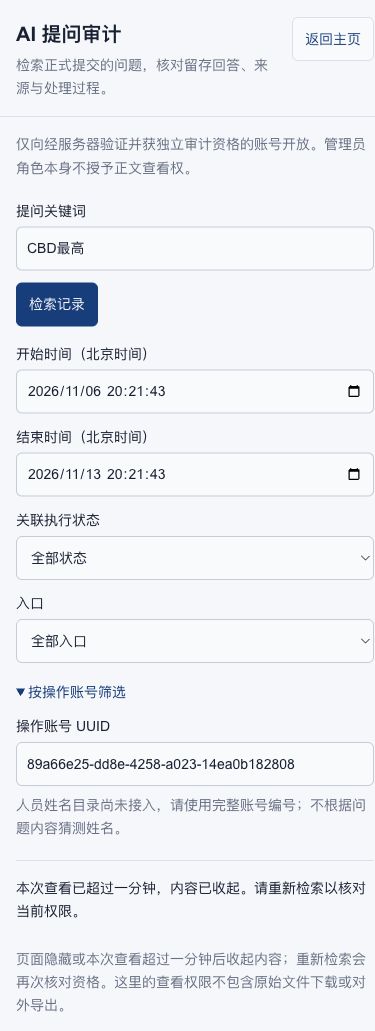 AI 提问审计
返回主页
检索正式提交的问题，核对留存回答、来
源与处理过程。
仅向经服务器验证并获独立审计资格的账号开放。管理员
角色本身不授予正文查看权。
提问关键词
CBD最高
检索记录
开始时间（北京时间）
2026/11/06 20:21:43
结束时间（北京时间）
2026/11/13 20:21:43
关联执行状态
全部状态
入口
全部入口
▼按操作账号筛选
操作账号 UUID
89a66e25-dd8e-4258-a023-14ea0b182808
人员姓名目录尚未接入，请使用完整账号编号；不根据问
题内容猜测姓名。
本次查看已超过一分钟，内容已收起。请重新检索以核对
当前权限。
页面隐藏或本次查看超过一分钟后收起内容；重新检索会
再次核对资格。这里的查看权限不包含原始文件下载或对
外导出。